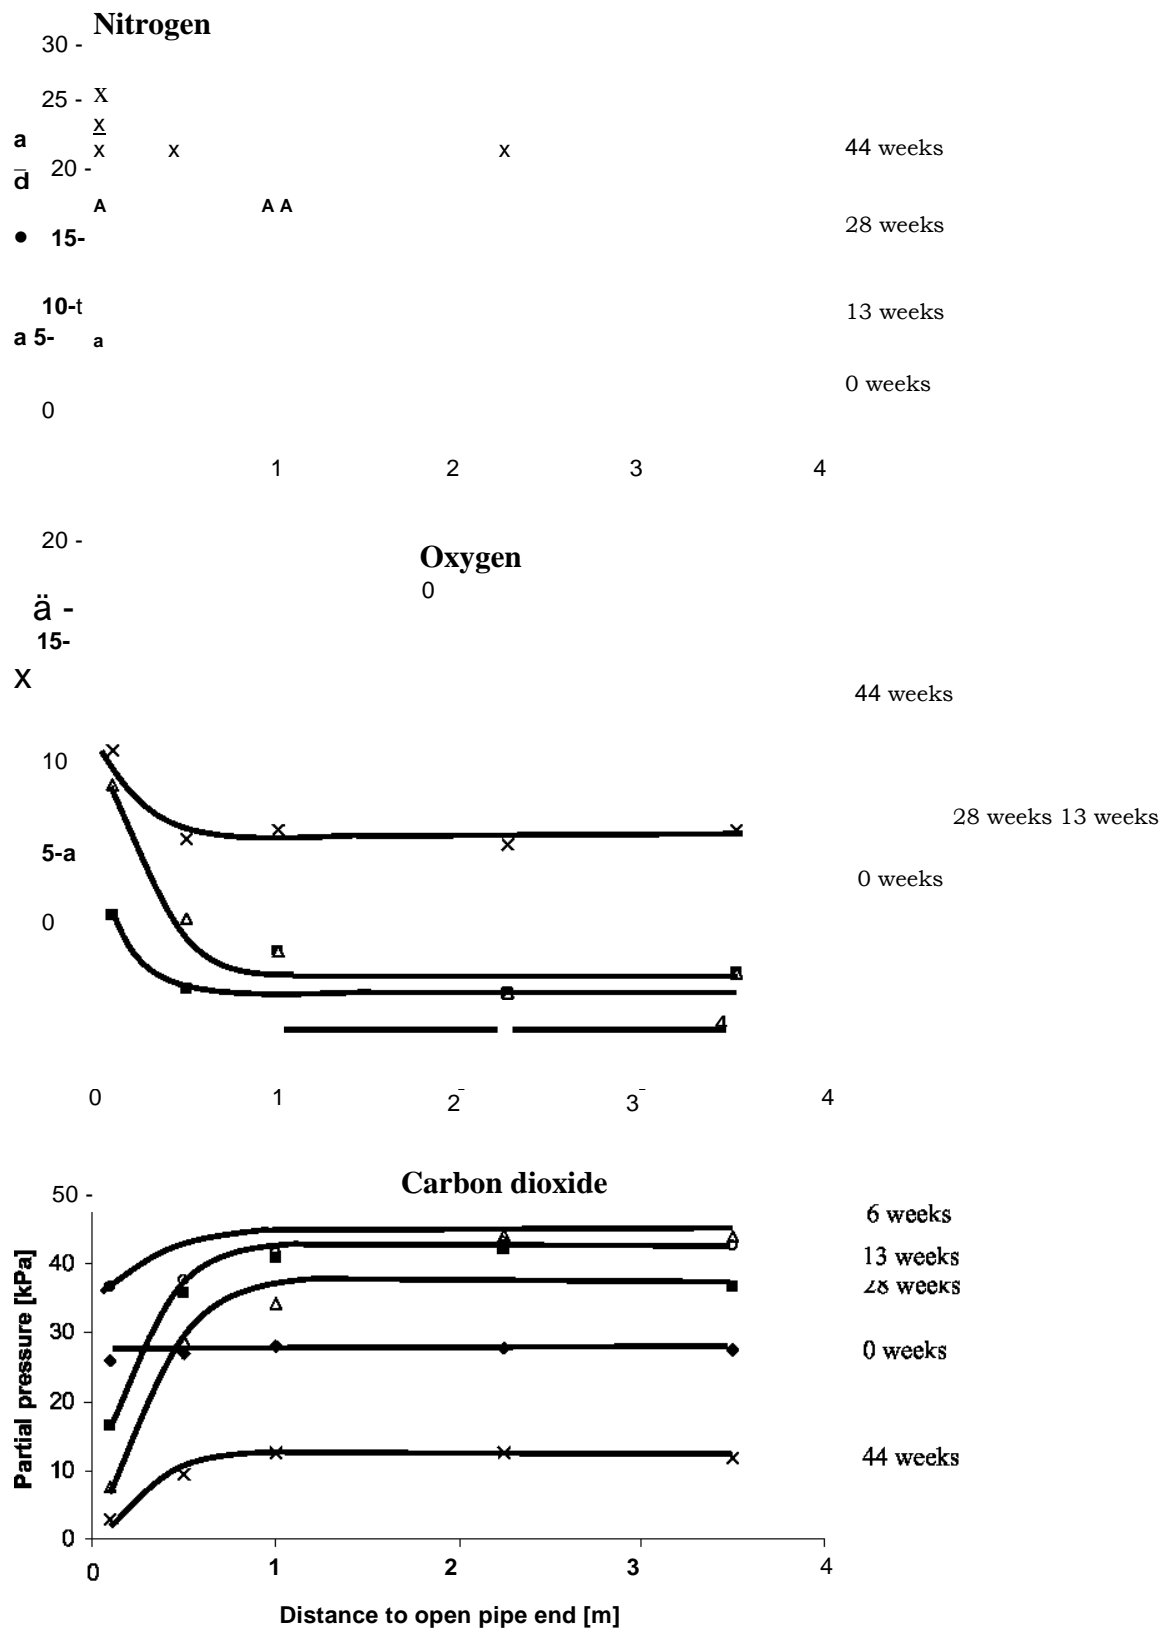 Nitrogen
30 -
25 - X
X
a
X X X 44 weeks
d 20 -
A A A
28 weeks
• 15-
10-t 13 weeks
a 5- a
0 weeks
0
1 2 3 4
20 -
Oxygen
0
ä -
15-
X
44 weeks
10
28 weeks 13 weeks
5-a
0 weeks
0
4
0 1 2 3 4
Carbon dioxide
50 -
6 weeks
40 13 weeks
28 weeks
30
0 weeks
20
10 44 weeks
0
Partial pressure [kPa]
0 1 2 3 4
Distance to open pipe end [m]